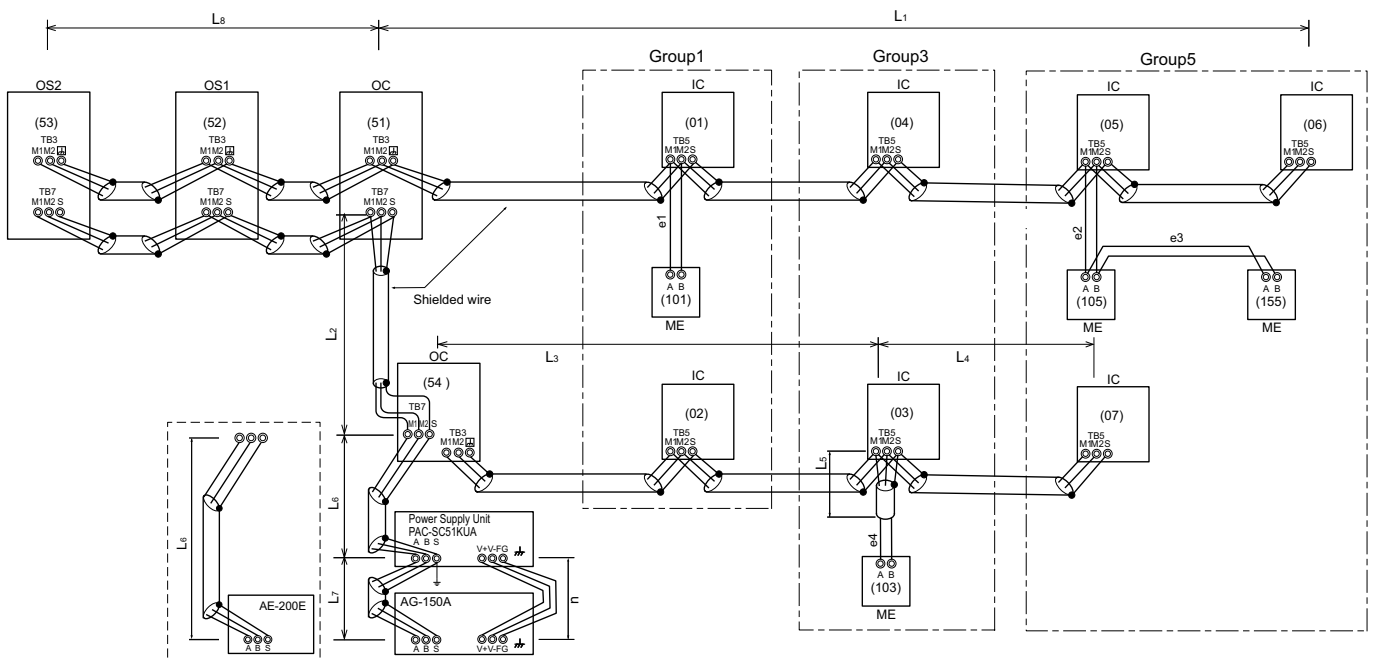 L8
L1
Group1
Group3
Group5
OS2
OS1
OC
IC
IC
IC
IC
(53)
(52)
(51)
(01)
(04)
(05)
(06)
TB3
TB3
TB3
TB5
TB5
TB5
TB5
M1M2
M1M2
M1M2
M1M2S
M1M2S
M1M2S
M1M2S
TB7
TB7
TB7
M1M2 S
M1M2 S
M1M2 S
e1
e2
e3
Shielded wire
A B
(101)
ME
A B
(105)
ME
A B
(155)
ME
L2
L3
L4
OC
IC
IC
IC
(54 )
(02)
(03)
(07)
TB7
M1 M2 S
TB3
M1M2
TB5
M1M2S
TB5
M1M2S
TB5
M1M2S
L5
L6
L6
e4
Power Supply Unit
PAC-SC51KUA
A B S
V+V-FG
A B
(103)
ME
L7
n
AE-200E
A B S
AG-150A
A B S
V+V-FG